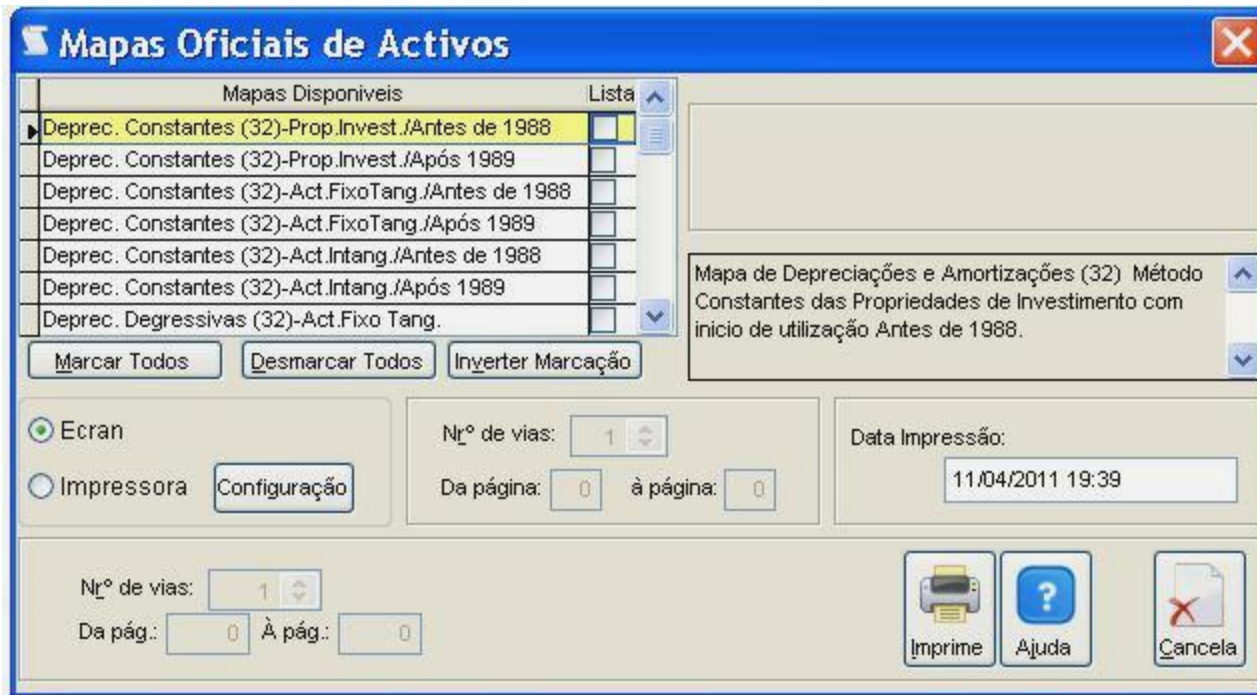 Mapas Oficiais de Activos
Mapas Disponiveis Lista
Deprec. Constantes (32)-Prop.Invest./Antes de 1988
Deprec. Constantes (32)-Prop.Invest./Após 1989
Deprec. Constantes (32)-Act.FixoTang./Antes de 1988
Deprec. Constantes (32)-Act.FixoTang./Após 1989
Deprec. Constantes (32)-Act.Intang./Antes de 1988
Deprec. Constantes (32)-Act.Intang./Após 1989
Deprec. Degressivas (32)-Act.Fixo Tang.
Marcar Todos Desmarcar Todos Inverter Marcação
Mapa de Depreciações e Amortizações (32) Método
Constantes das Propriedades de Investimento com
inicio de utilização Antes de 1988.
Ecran
Impressora Configuração
Nrº de vias: 1
Da página: 0 à página: 0
Data Impressão:
11/04/2011 19:39
Nrº de vias: 1
Da pág.: 0 À pág.: 0
Imprime Ajuda Cancela